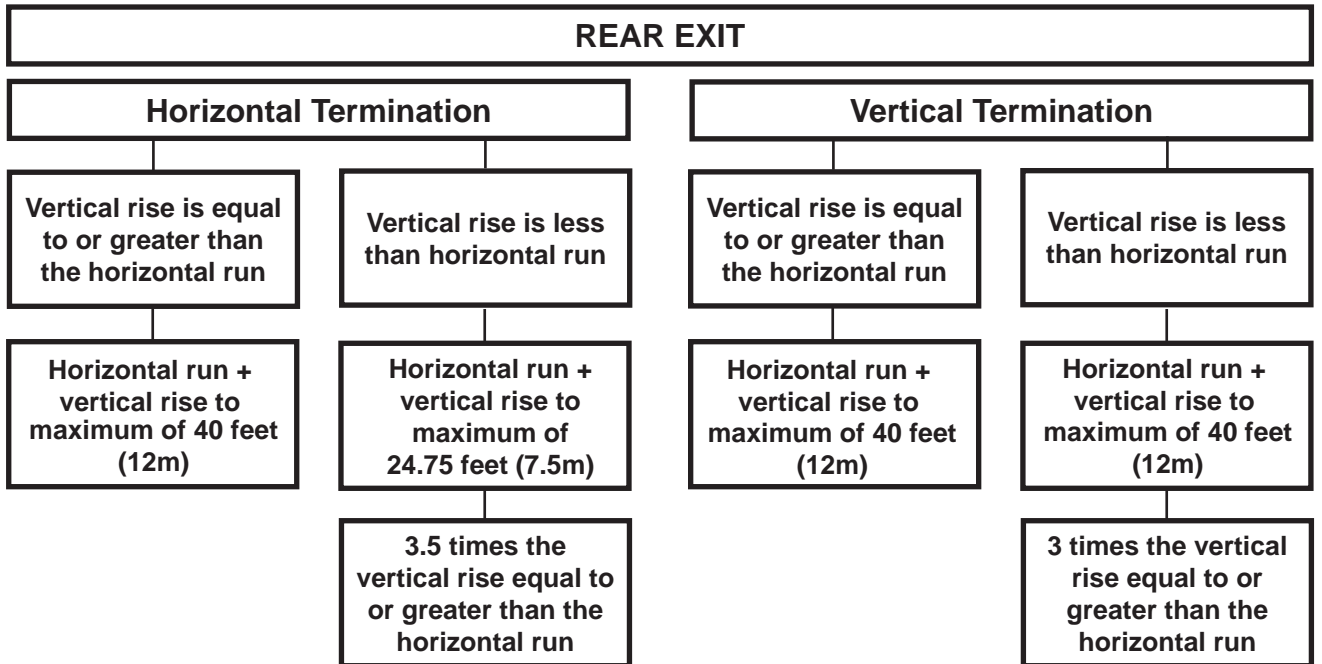 REAR EXIT
Horizontal Termination
Vertical rise is equal
to or greater than
the horizontal run
Horizontal run +
vertical rise to
maximum of 40 feet
(12m)
Vertical rise is less
than horizontal run
Horizontal run +
vertical rise to
maximum of
24.75 feet (7.5m)
3.5 times the
vertical rise equal to
or greater than the
horizontal run
Vertical Termination
Vertical rise is equal
to or greater than
the horizontal run
Horizontal run +
vertical rise to
maximum of 40 feet
(12m)
Vertical rise is less
than horizontal run
Horizontal run +
vertical rise to
maximum of 40 feet
(12m)
3 times the vertical
rise equal to or
greater than the
horizontal run